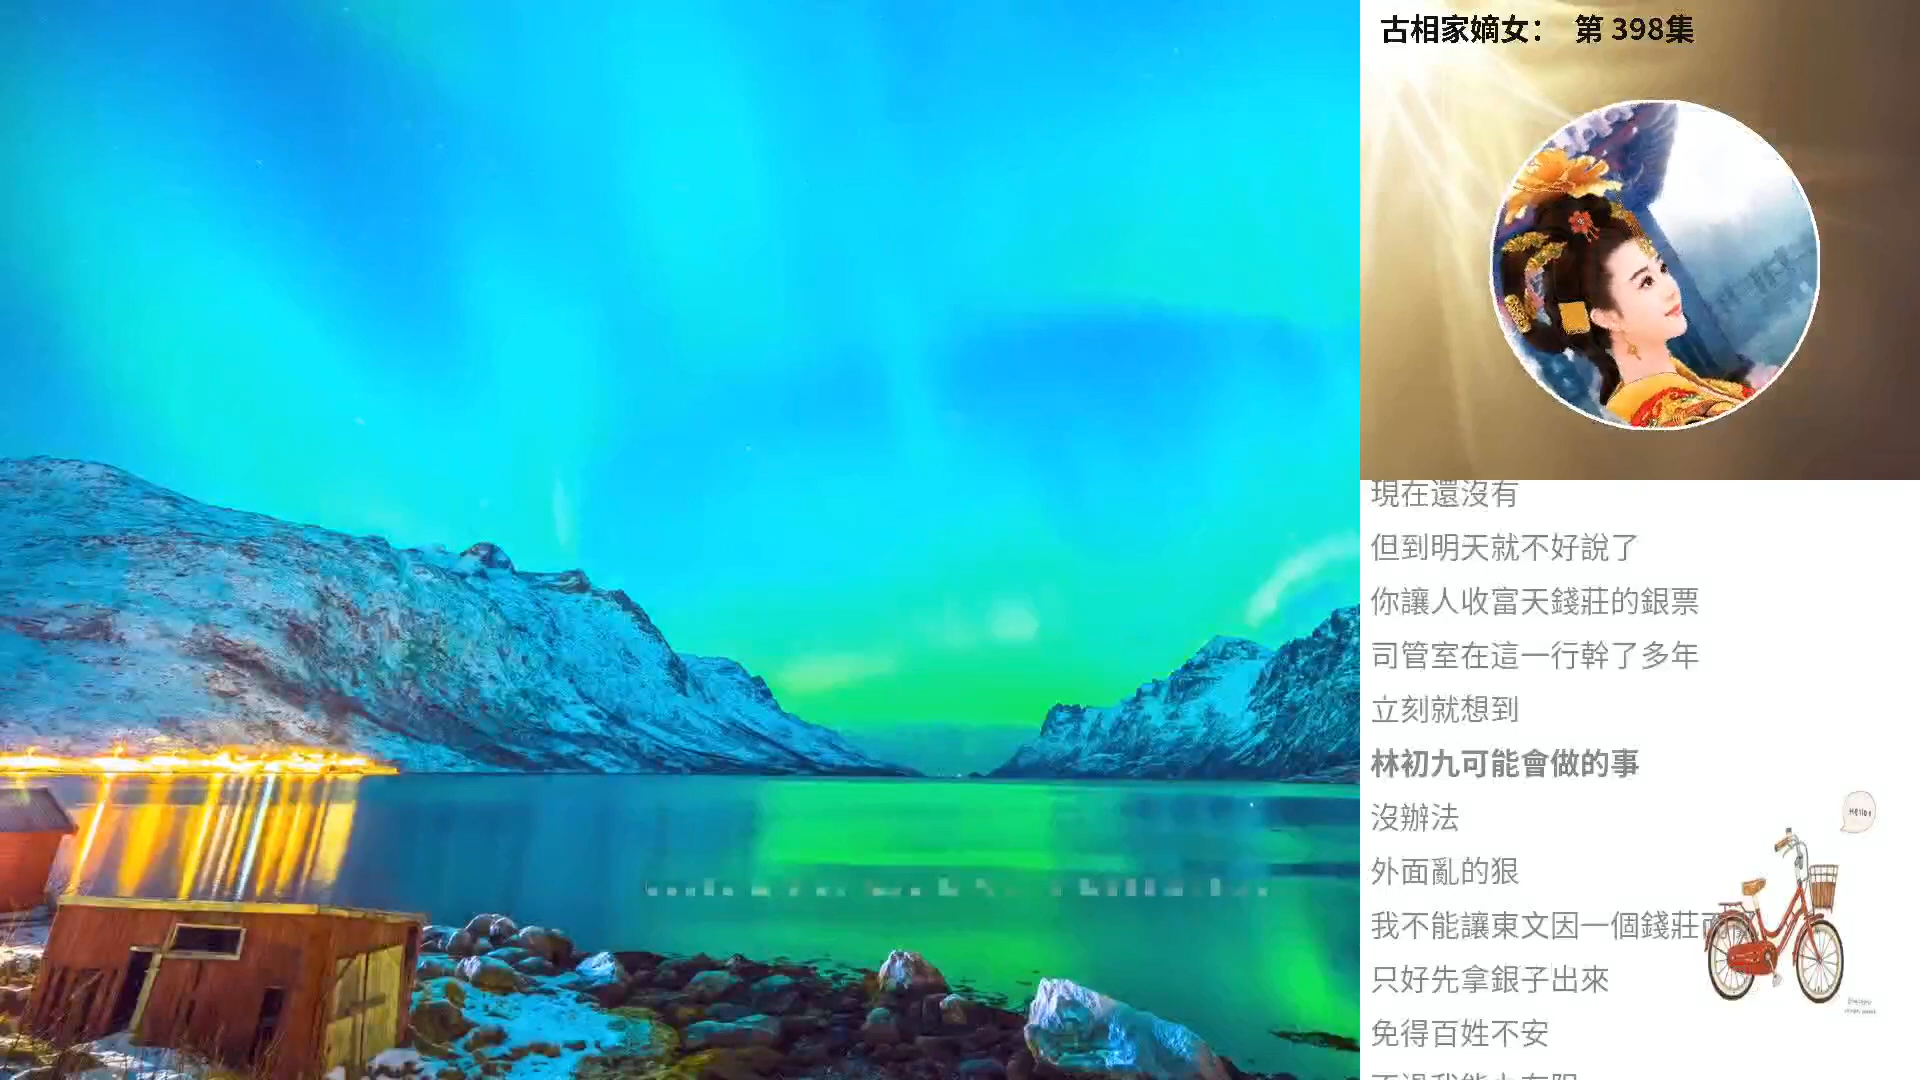 古相家嫡女： 第 398集
現在還沒有
但到明天就不好說了
你讓人收富天錢莊的銀票
司管室在這一行幹了多年
立刻就想到
林初九可能會做的事
沒辦法
外面亂的狠
我不能讓東文因一個錢莊而
只好先拿銀子出來
免得百姓不安
Hello!